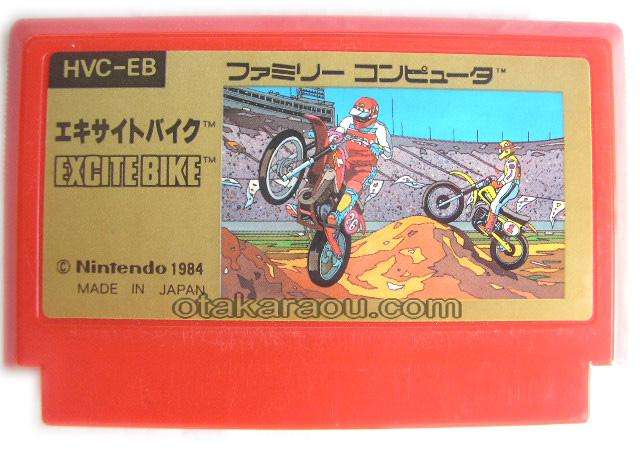 HVC-EB
ファミリー コンピュータ™
エキサイトバイク™
EXCITE BIKE™
© Nintendo 1984
MADE IN JAPAN
otakaraou.com